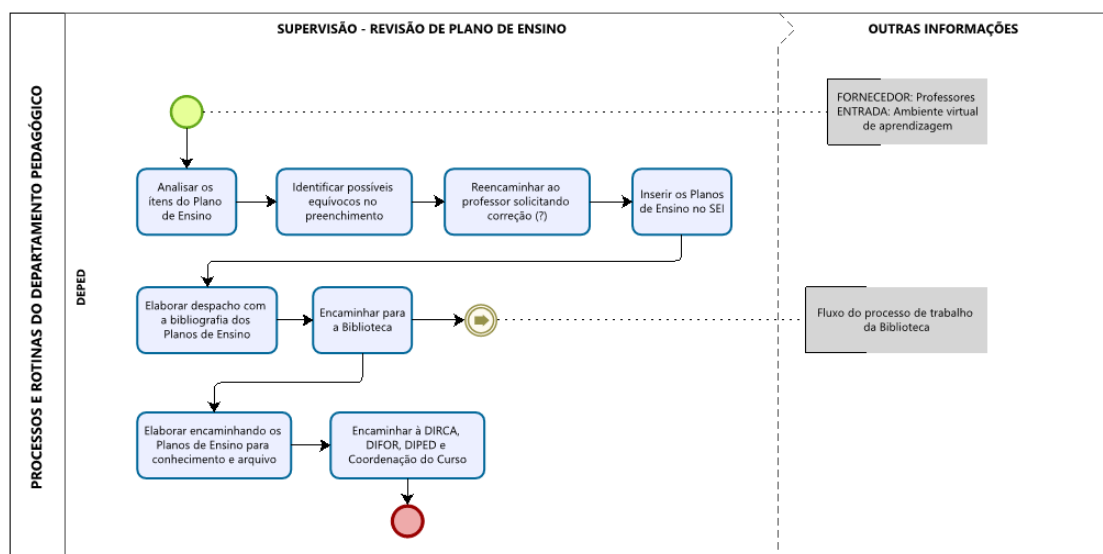 PROCESSOS E ROTINAS DO DEPARTAMENTO PEDAGÓGICO
DEPED
SUPERVISÃO - REVISÃO DE PLANO DE ENSINO
OUTRAS INFORMAÇÕES
FORNECEDOR: Professores
ENTRADA: Ambiente virtual
de aprendizagem
Analisar os
ítens do Plano
de Ensino
Identificar possíveis
equívocos no
preenchimento
Reencaminhar ao
professor solicitando
correção (?)
Inserir os Planos
de Ensino no SEI
Elaborar despacho com
a bibliografia dos
Planos de Ensino
Encaminhar para
a Biblioteca
Fluxo do processo de trabalho
da Biblioteca
Elaborar encaminhando os
Planos de Ensino para
conhecimento e arquivo
Encaminhar à DIRCA,
DIFOR, DIPED e
Coordenação do Curso